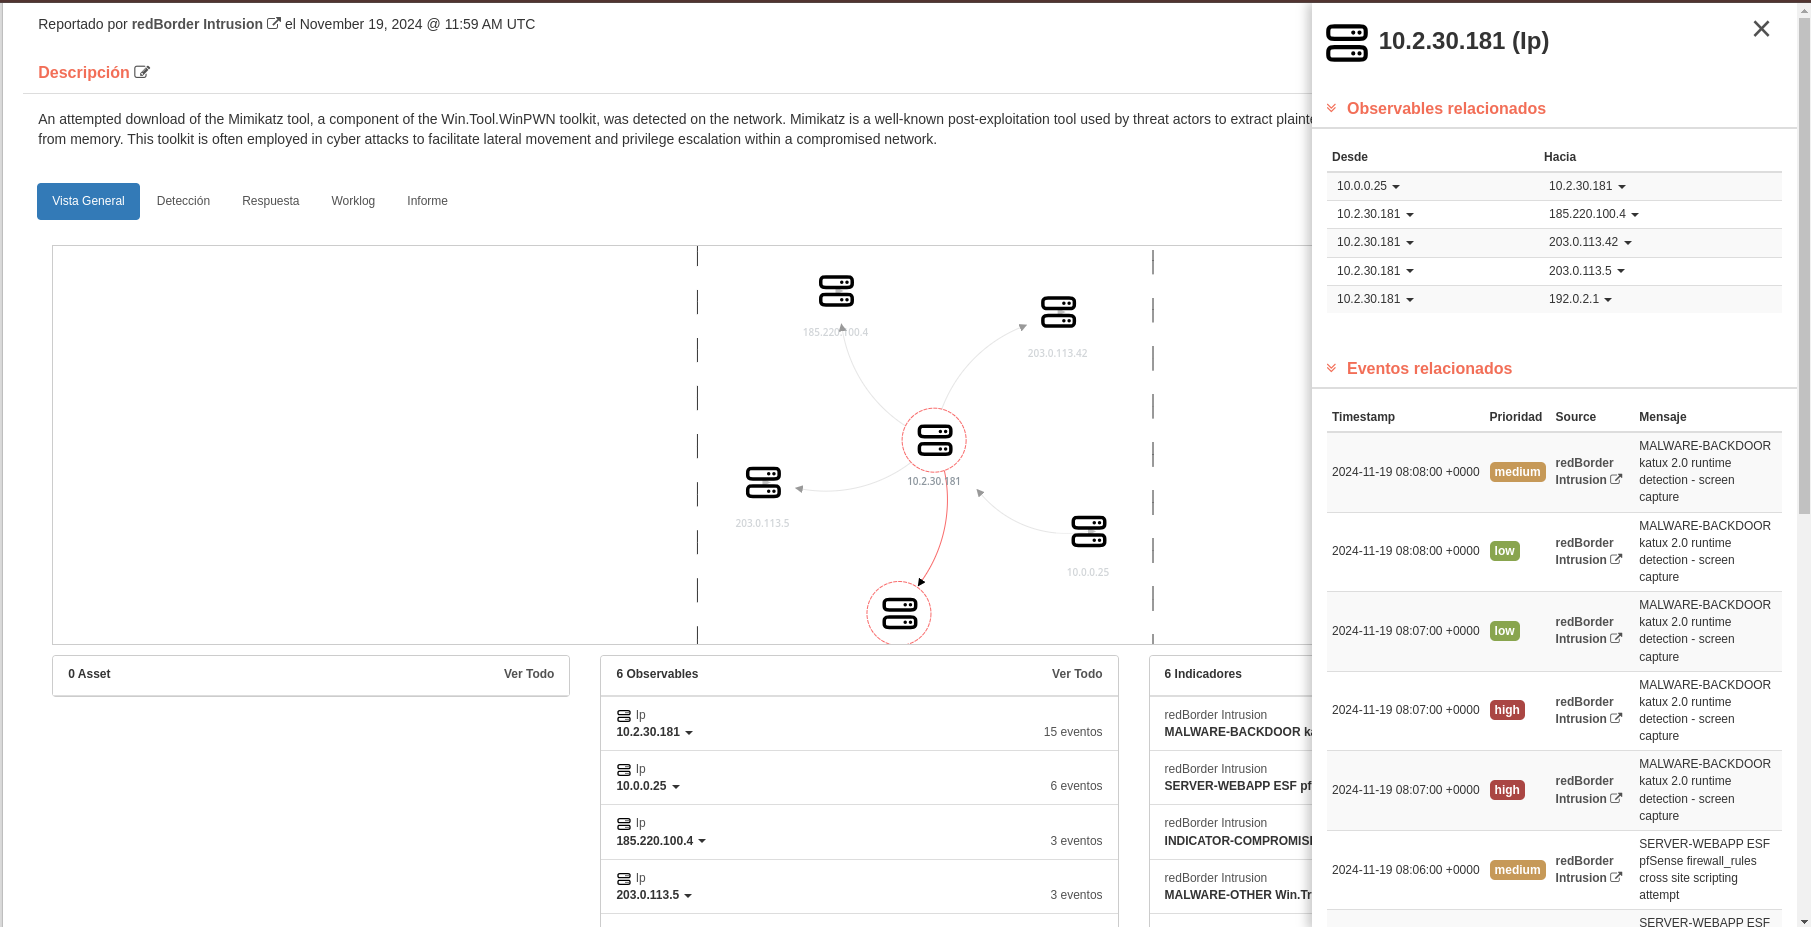 Reportado por redBorder Intrusion el November 19, 2024 @ 11:59 AM UTC
Descripción
An attempted download of the Mimikatz tool, a component of the Win.Tool.WinPWN toolkit, was detected on the network. Mimikatz is a well-known post-exploitation tool used by threat actors to extract
from memory. This toolkit is often employed in cyber attacks to facilitate lateral movement and privilege escalation within a compromised network.
Vista General Detección Respuesta Worklog Informe
185.220.100.4
203.0.113.42
10.2.30.181
203.0.113.5
10.0.0.25
0 Asset Ver Todo
6 Observables Ver Todo
Ip
10.2.30.181 15 eventos
Ip
10.0.0.25 6 eventos
Ip
185.220.100.4 3 eventos
Ip
203.0.113.5 3 eventos
6 Indicadores
redBorder Intrusion
MALWARE-BACKDOOR
redBorder Intrusion
SERVER-WEBAPP ESF
redBorder Intrusion
redBorder Intrusion
MALWARE-OTHER
10.2.30.181 (Ip)
Observables relacionados
Desde Hacia
10.0.0.25 10.2.30.181
10.2.30.181 185.220.100.4
10.2.30.181 203.0.113.42
10.2.30.181 203.0.113.5
10.2.30.181 192.0.2.1
Eventos relacionados
Timestamp Prioridad Source Mensaje
2024-11-19 08:08:00 +0000 medium redBorder Intrusion MALWARE-BACKDOOR
katux 2.0 runtime
detection - screen
capture
2024-11-19 08:08:00 +0000 low redBorder Intrusion MALWARE-BACKDOOR
katux 2.0 runtime
detection - screen
capture
2024-11-19 08:07:00 +0000 low redBorder Intrusion MALWARE-BACKDOOR
katux 2.0 runtime
detection - screen
capture
2024-11-19 08:07:00 +0000 high redBorder Intrusion MALWARE-BACKDOOR
katux 2.0 runtime
detection - screen
capture
2024-11-19 08:07:00 +0000 high redBorder Intrusion MALWARE-BACKDOOR
katux 2.0 runtime
detection - screen
capture
2024-11-19 08:06:00 +0000 medium redBorder Intrusion SERVER-WEBAPP ESF
pfSense firewall_rules
cross site scripting
attempt
SERVER-WEBAPP ESF